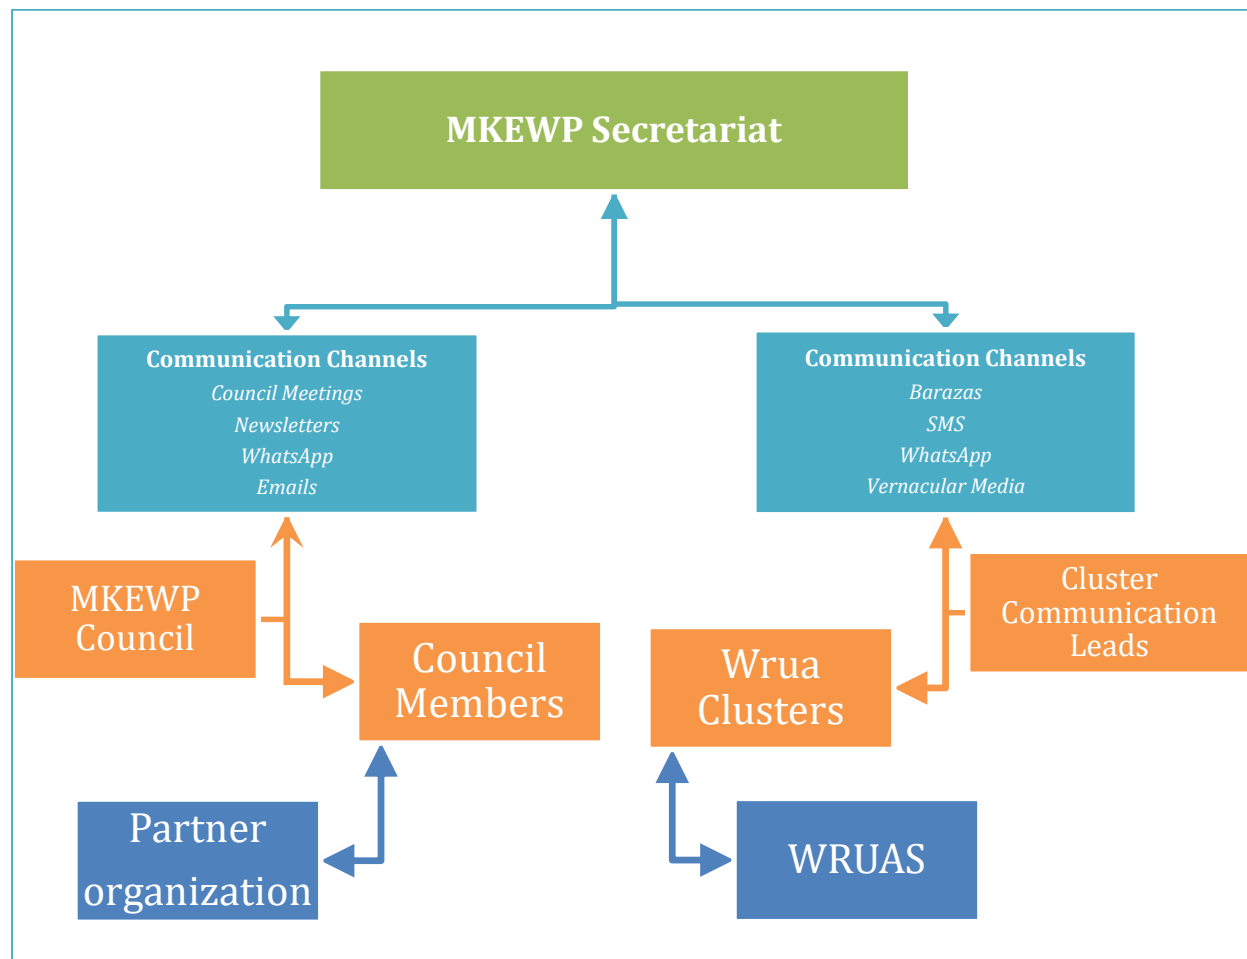 MKEWP Secretariat
Communication Channels
Council Meetings
Newsletters
WhatsApp
Emails
Communication Channels
Barazas
SMS
WhatsApp
Vernacular Media
MKEWP
Council
Cluster
Communication
Leads
Council
Members
Wrua
Clusters
Partner
organization
WRUAS